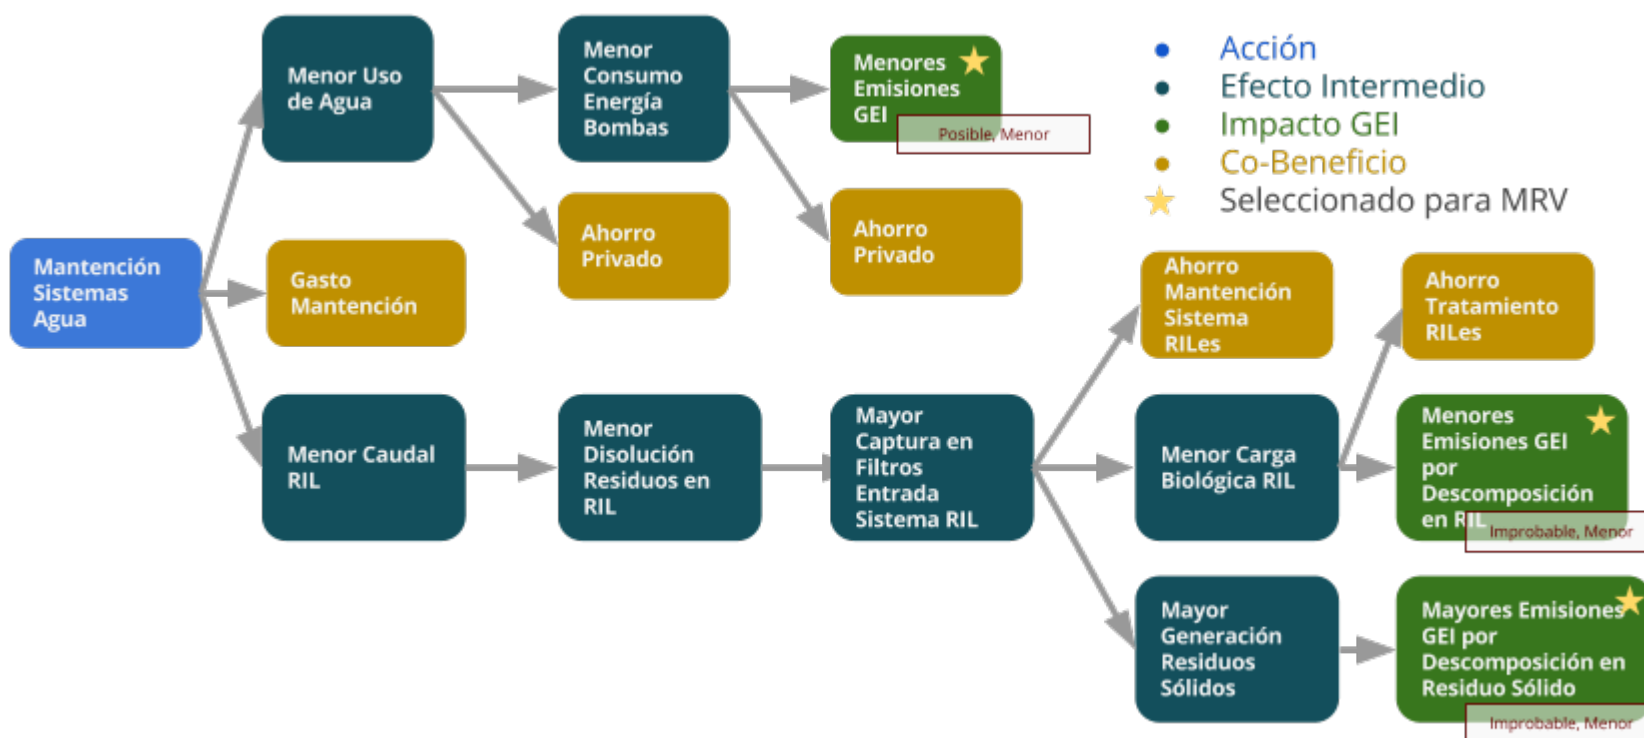 Menor Uso
de Agua
Menor
Consumo
Energía
Bombas
Menores
Emisiones
GEI
Posible, Menor
Acción
Efecto Intermedio
Impacto GEI
Co-Beneficio
Seleccionado para MRV
Mantención
Sistemas
Agua
Gasto
Mantención
Ahorro
Privado
Ahorro
Privado
Ahorro
Mantención
Sistema
RILes
Ahorro
Tratamiento
RILes
Menor Caudal
RIL
Menor
Disolución
Residuos en
RIL
Mayor
Captura en
Filtros
Entrada
Sistema RIL
Menor Carga
Biológica RIL
Menores
Emisiones GEI
por
Descomposición
en RIL
Improbable, Menor
Mayor
Generación
Residuos
Sólidos
Mayores Emisiones
GEI por
Descomposición en
Residuo Sólido
Improbable, Menor